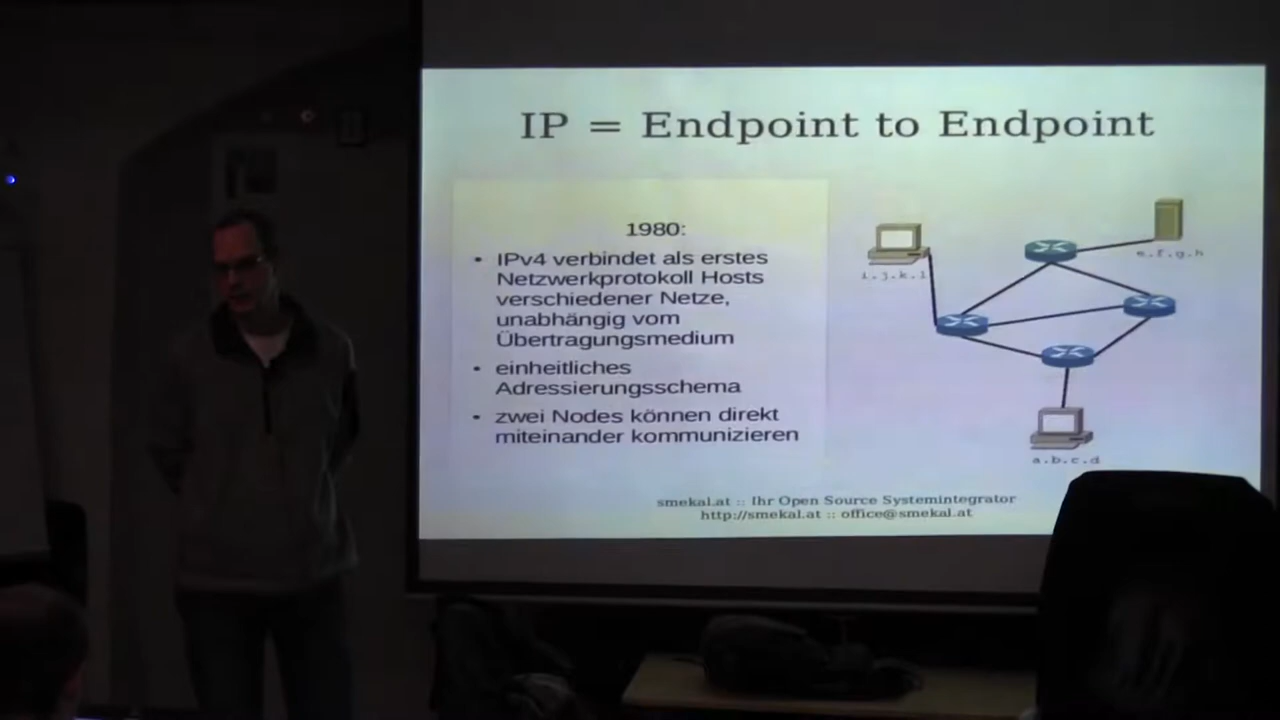 IP = Endpoint to Endpoint
1980:
• IPv4 verbindet als erstes
Netzwerkprotokoll Hosts
verschiedener Netze,
unabhängig vom
Übertragungsmedium
• einheitliches
Adressierungsschema
• zwei Nodes können direkt
miteinander kommunizieren
i.j.k.l
e.f.g.h
a.b.c.d
smekal.at :: Ihr Open Source Systemintegrator
http://smekal.at :: office@smekal.at